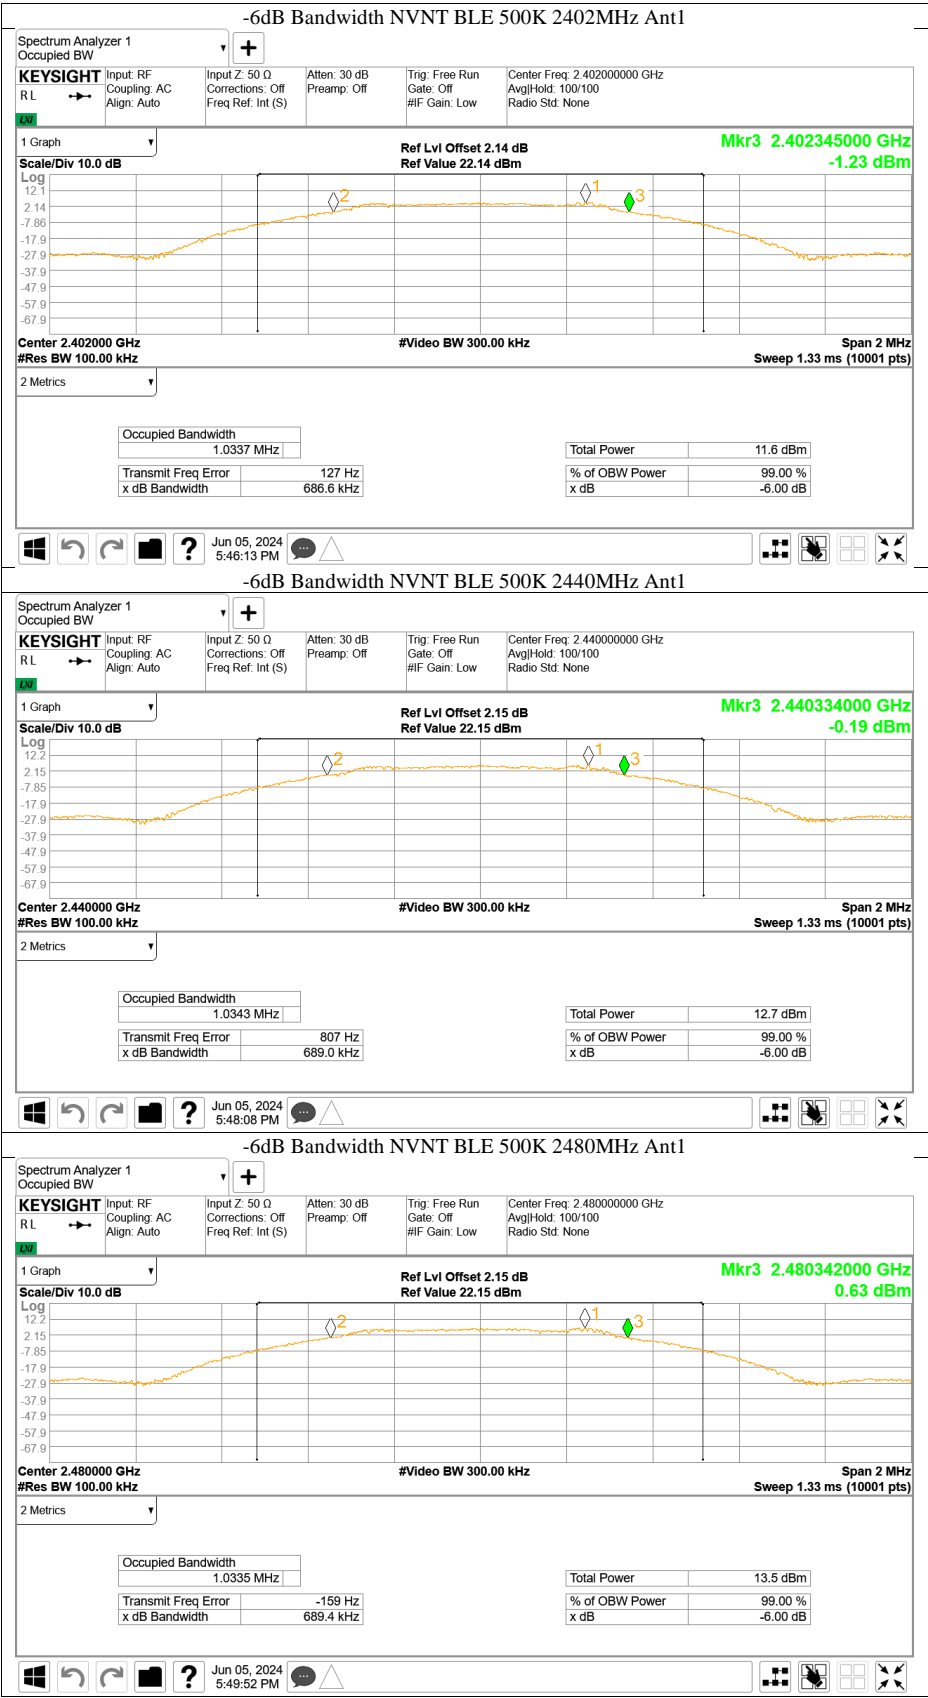 -6dB Bandwidth NVNT BLE 500K 2402MHz Ant1
Spectrum Analyzer 1
Occupied BW
KEYSIGHT Input: RF Input Z: 50 Ω Atten: 30 dB Trig: Free Run Center Freq: 2.402000000 GHz
RL Coupling: AC Corrections: Off Preamp: Off Gate: Off Avg|Hold: 100/100
Align: Auto Freq Ref: Int (S) #IF Gain: Low Radio Std: None
LXI
1 Graph Ref Lvl Offset 2.14 dB Mkr3 2.402345000 GHz
Scale/Div 10.0 dB Ref Value 22.14 dBm -1.23 dBm
Log
12.1
2.14
-7.86
-17.9
-27.9
-37.9
-47.9
-57.9
-67.9
2 1 3
Center 2.402000 GHz #Video BW 300.00 kHz Span 2 MHz
#Res BW 100.00 kHz Sweep 1.33 ms (10001 pts)
2 Metrics
Occupied Bandwidth
1.0337 MHz Total Power 11.6 dBm
Transmit Freq Error 127 Hz % of OBW Power 99.00 %
x dB Bandwidth 686.6 kHz x dB -6.00 dB
Jun 05, 2024
5:46:13 PM
-6dB Bandwidth NVNT BLE 500K 2440MHz Ant1
Spectrum Analyzer 1
Occupied BW
KEYSIGHT Input: RF Input Z: 50 Ω Atten: 30 dB Trig: Free Run Center Freq: 2.440000000 GHz
RL Coupling: AC Corrections: Off Preamp: Off Gate: Off Avg|Hold: 100/100
Align: Auto Freq Ref: Int (S) #IF Gain: Low Radio Std: None
LXI
1 Graph Ref Lvl Offset 2.15 dB Mkr3 2.440334000 GHz
Scale/Div 10.0 dB Ref Value 22.15 dBm -0.19 dBm
Log
12.2
2.15
-7.85
-17.9
-27.9
-37.9
-47.9
-57.9
-67.9
2 1 3
Center 2.440000 GHz #Video BW 300.00 kHz Span 2 MHz
#Res BW 100.00 kHz Sweep 1.33 ms (10001 pts)
2 Metrics
Occupied Bandwidth
1.0343 MHz Total Power 12.7 dBm
Transmit Freq Error 807 Hz % of OBW Power 99.00 %
x dB Bandwidth 689.0 kHz x dB -6.00 dB
Jun 05, 2024
5:48:08 PM
-6dB Bandwidth NVNT BLE 500K 2480MHz Ant1
Spectrum Analyzer 1
Occupied BW
KEYSIGHT Input: RF Input Z: 50 Ω Atten: 30 dB Trig: Free Run Center Freq: 2.480000000 GHz
RL Coupling: AC Corrections: Off Preamp: Off Gate: Off Avg|Hold: 100/100
Align: Auto Freq Ref: Int (S) #IF Gain: Low Radio Std: None
LXI
1 Graph Ref Lvl Offset 2.15 dB Mkr3 2.480342000 GHz
Scale/Div 10.0 dB Ref Value 22.15 dBm 0.63 dBm
Log
12.2
2.15
-7.85
-17.9
-27.9
-37.9
-47.9
-57.9
-67.9
2 1 3
Center 2.480000 GHz #Video BW 300.00 kHz Span 2 MHz
#Res BW 100.00 kHz Sweep 1.33 ms (10001 pts)
2 Metrics
Occupied Bandwidth
1.0335 MHz Total Power 13.5 dBm
Transmit Freq Error -159 Hz % of OBW Power 99.00 %
x dB Bandwidth 689.4 kHz x dB -6.00 dB
Jun 05, 2024
5:49:52 PM